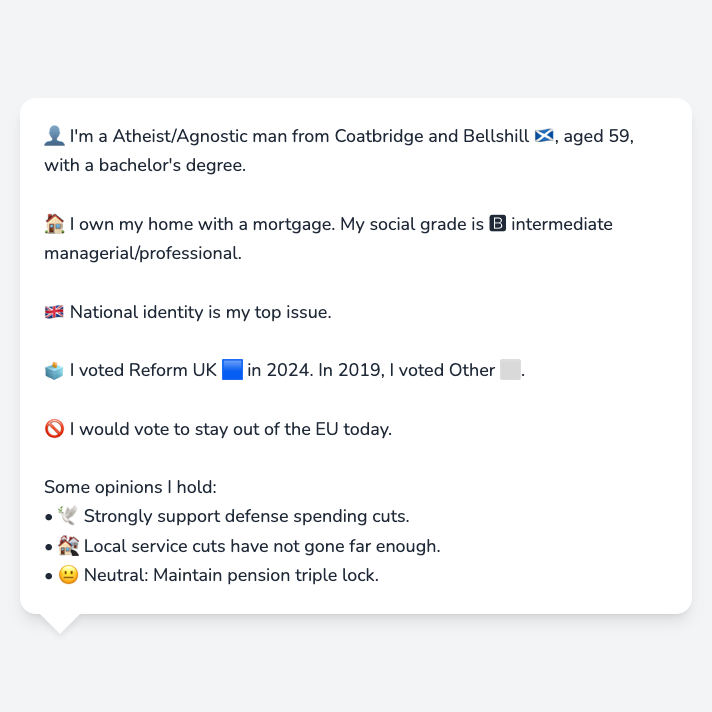 👤 I'm a Atheist/Agnostic man from Coatbridge and Bellshill 🏴󠁧󠁢󠁳󠁣󠁴󠁿, aged 59,
with a bachelor's degree.
🏠 I own my home with a mortgage. My social grade is 🅱 intermediate
managerial/professional.
🇬🇧 National identity is my top issue.
🗳️ I voted Reform UK 🟦 in 2024. In 2019, I voted Other ⬜.
🚫 I would vote to stay out of the EU today.
Some opinions I hold:
• 🕊️ Strongly support defense spending cuts.
• 🏚️ Local service cuts have not gone far enough.
• 😐 Neutral: Maintain pension triple lock.